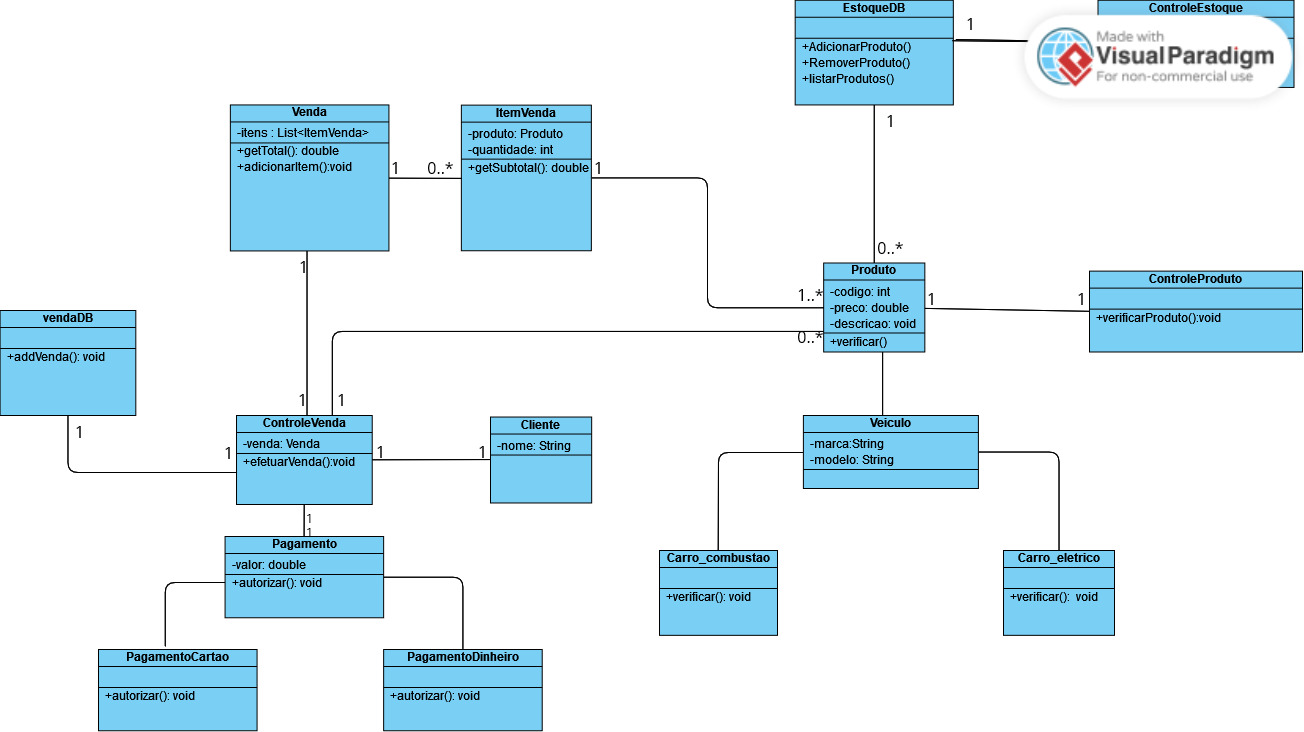 EstoqueDB
+AdicionarProduto()
+RemoverProduto()
+listarProdutos()
1
ControleEstoque
Made with
Visual Paradigm
For non-commercial use
Venda
-itens : List<ItemVenda>
+getTotal(): double
+adicionarItem():void
1
0..*
ItemVenda
-produto: Produto
-quantidade: int
+getSubtotal(): double
1
1
0..*
Produto
-codigo: int
-preco: double
-descricao: void
+verificar()
1..*
0..*
1
1
ControleProduto
+verificarProduto():void
vendaDB
+addVenda(): void
1
1
1
1
1
ControleVenda
-venda: Venda
+efetuarVenda():void
1
1
Cliente
-nome: String
Veiculo
-marca:String
-modelo: String
1
1
Pagamento
-valor: double
+autorizar(): void
Carro_combustao
+verificar(): void
Carro_eletrico
+verificar(): void
PagamentoCartao
+autorizar(): void
PagamentoDinheiro
+autorizar(): void